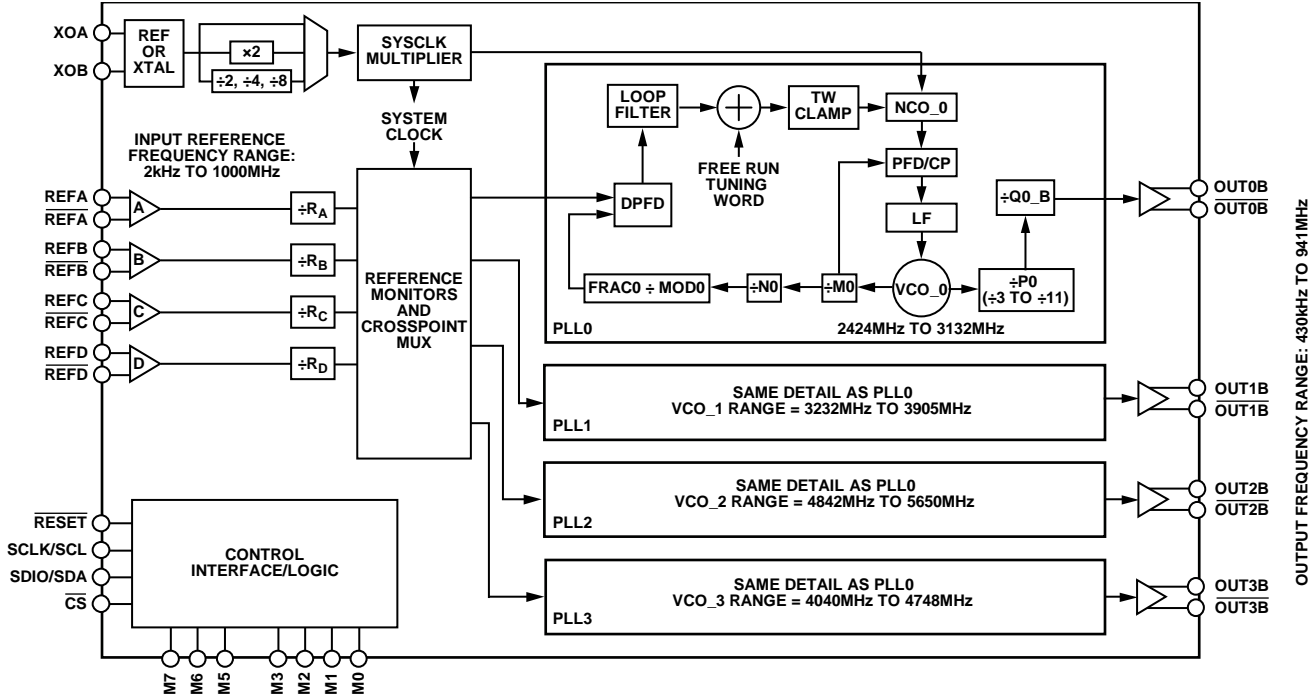 XOA
XOB
REF
OR
XTAL
×2
÷2, ÷4, ÷8
SYSCLK
MULTIPLIER
SYSTEM
CLOCK
INPUT REFERENCE
FREQUENCY RANGE:
2kHz TO 1000MHz
REFA
REFA
A
÷RA
REFB
REFB
B
÷RB
REFC
REFC
C
÷RC
REFD
REFD
D
÷RD
REFERENCE
MONITORS
AND
CROSSPOINT
MUX
LOOP
FILTER
TW
CLAMP
NCO_0
FREE RUN
TUNING
WORD
PFD/CP
DPFD
LF
÷Q0_B
FRAC0 ÷ MOD0
÷N0
÷M0
VCO_0
÷P0
(÷3 TO ÷11)
2424MHz TO 3132MHz
PLL0
OUT0B
OUT0B
SAME DETAIL AS PLL0
VCO_1 RANGE = 3232MHz TO 3905MHz
PLL1
OUT1B
OUT1B
SAME DETAIL AS PLL0
VCO_2 RANGE = 4842MHz TO 5650MHz
PLL2
OUT2B
OUT2B
SAME DETAIL AS PLL0
VCO_3 RANGE = 4040MHz TO 4748MHz
PLL3
OUT3B
OUT3B
OUTPUT FREQUENCY RANGE: 430kHz TO 941MHz
RESET
SCLK/SCL
SDIO/SDA
CS
CONTROL
INTERFACE/LOGIC
M7
M6
M5
M3
M2
M1
M0